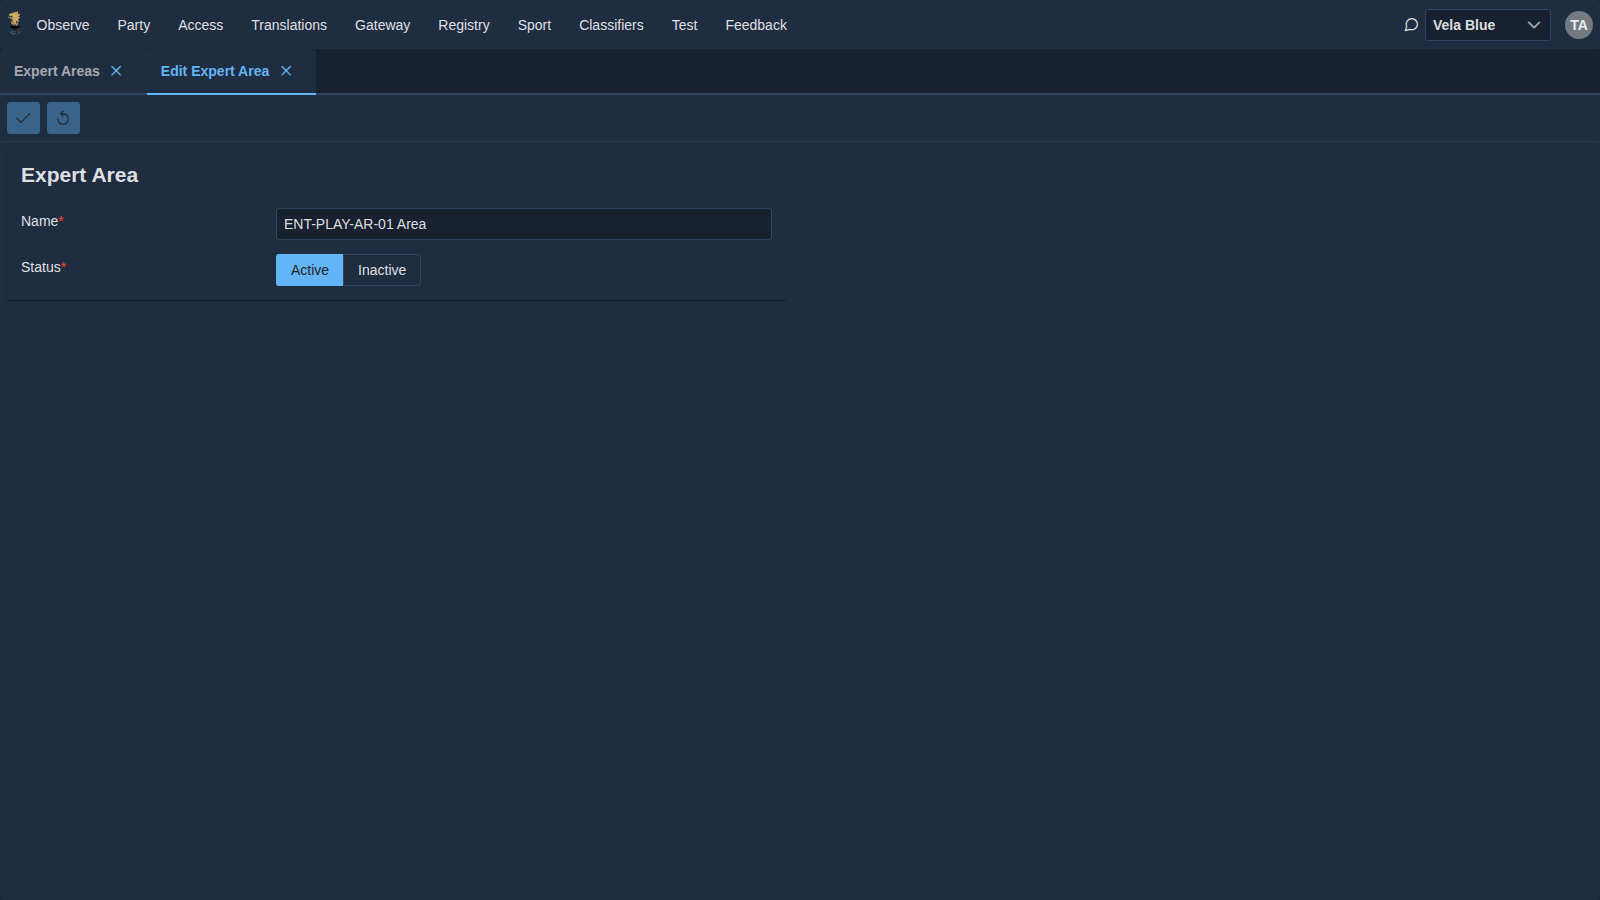 Observe Party Access Translations Gateway Registry Sport Classifiers Test Feedback Vela Blue TA
Expert Areas Edit Expert Area
Expert Area
Name* ENT-PLAY-AR-01 Area
Status* Active Inactive